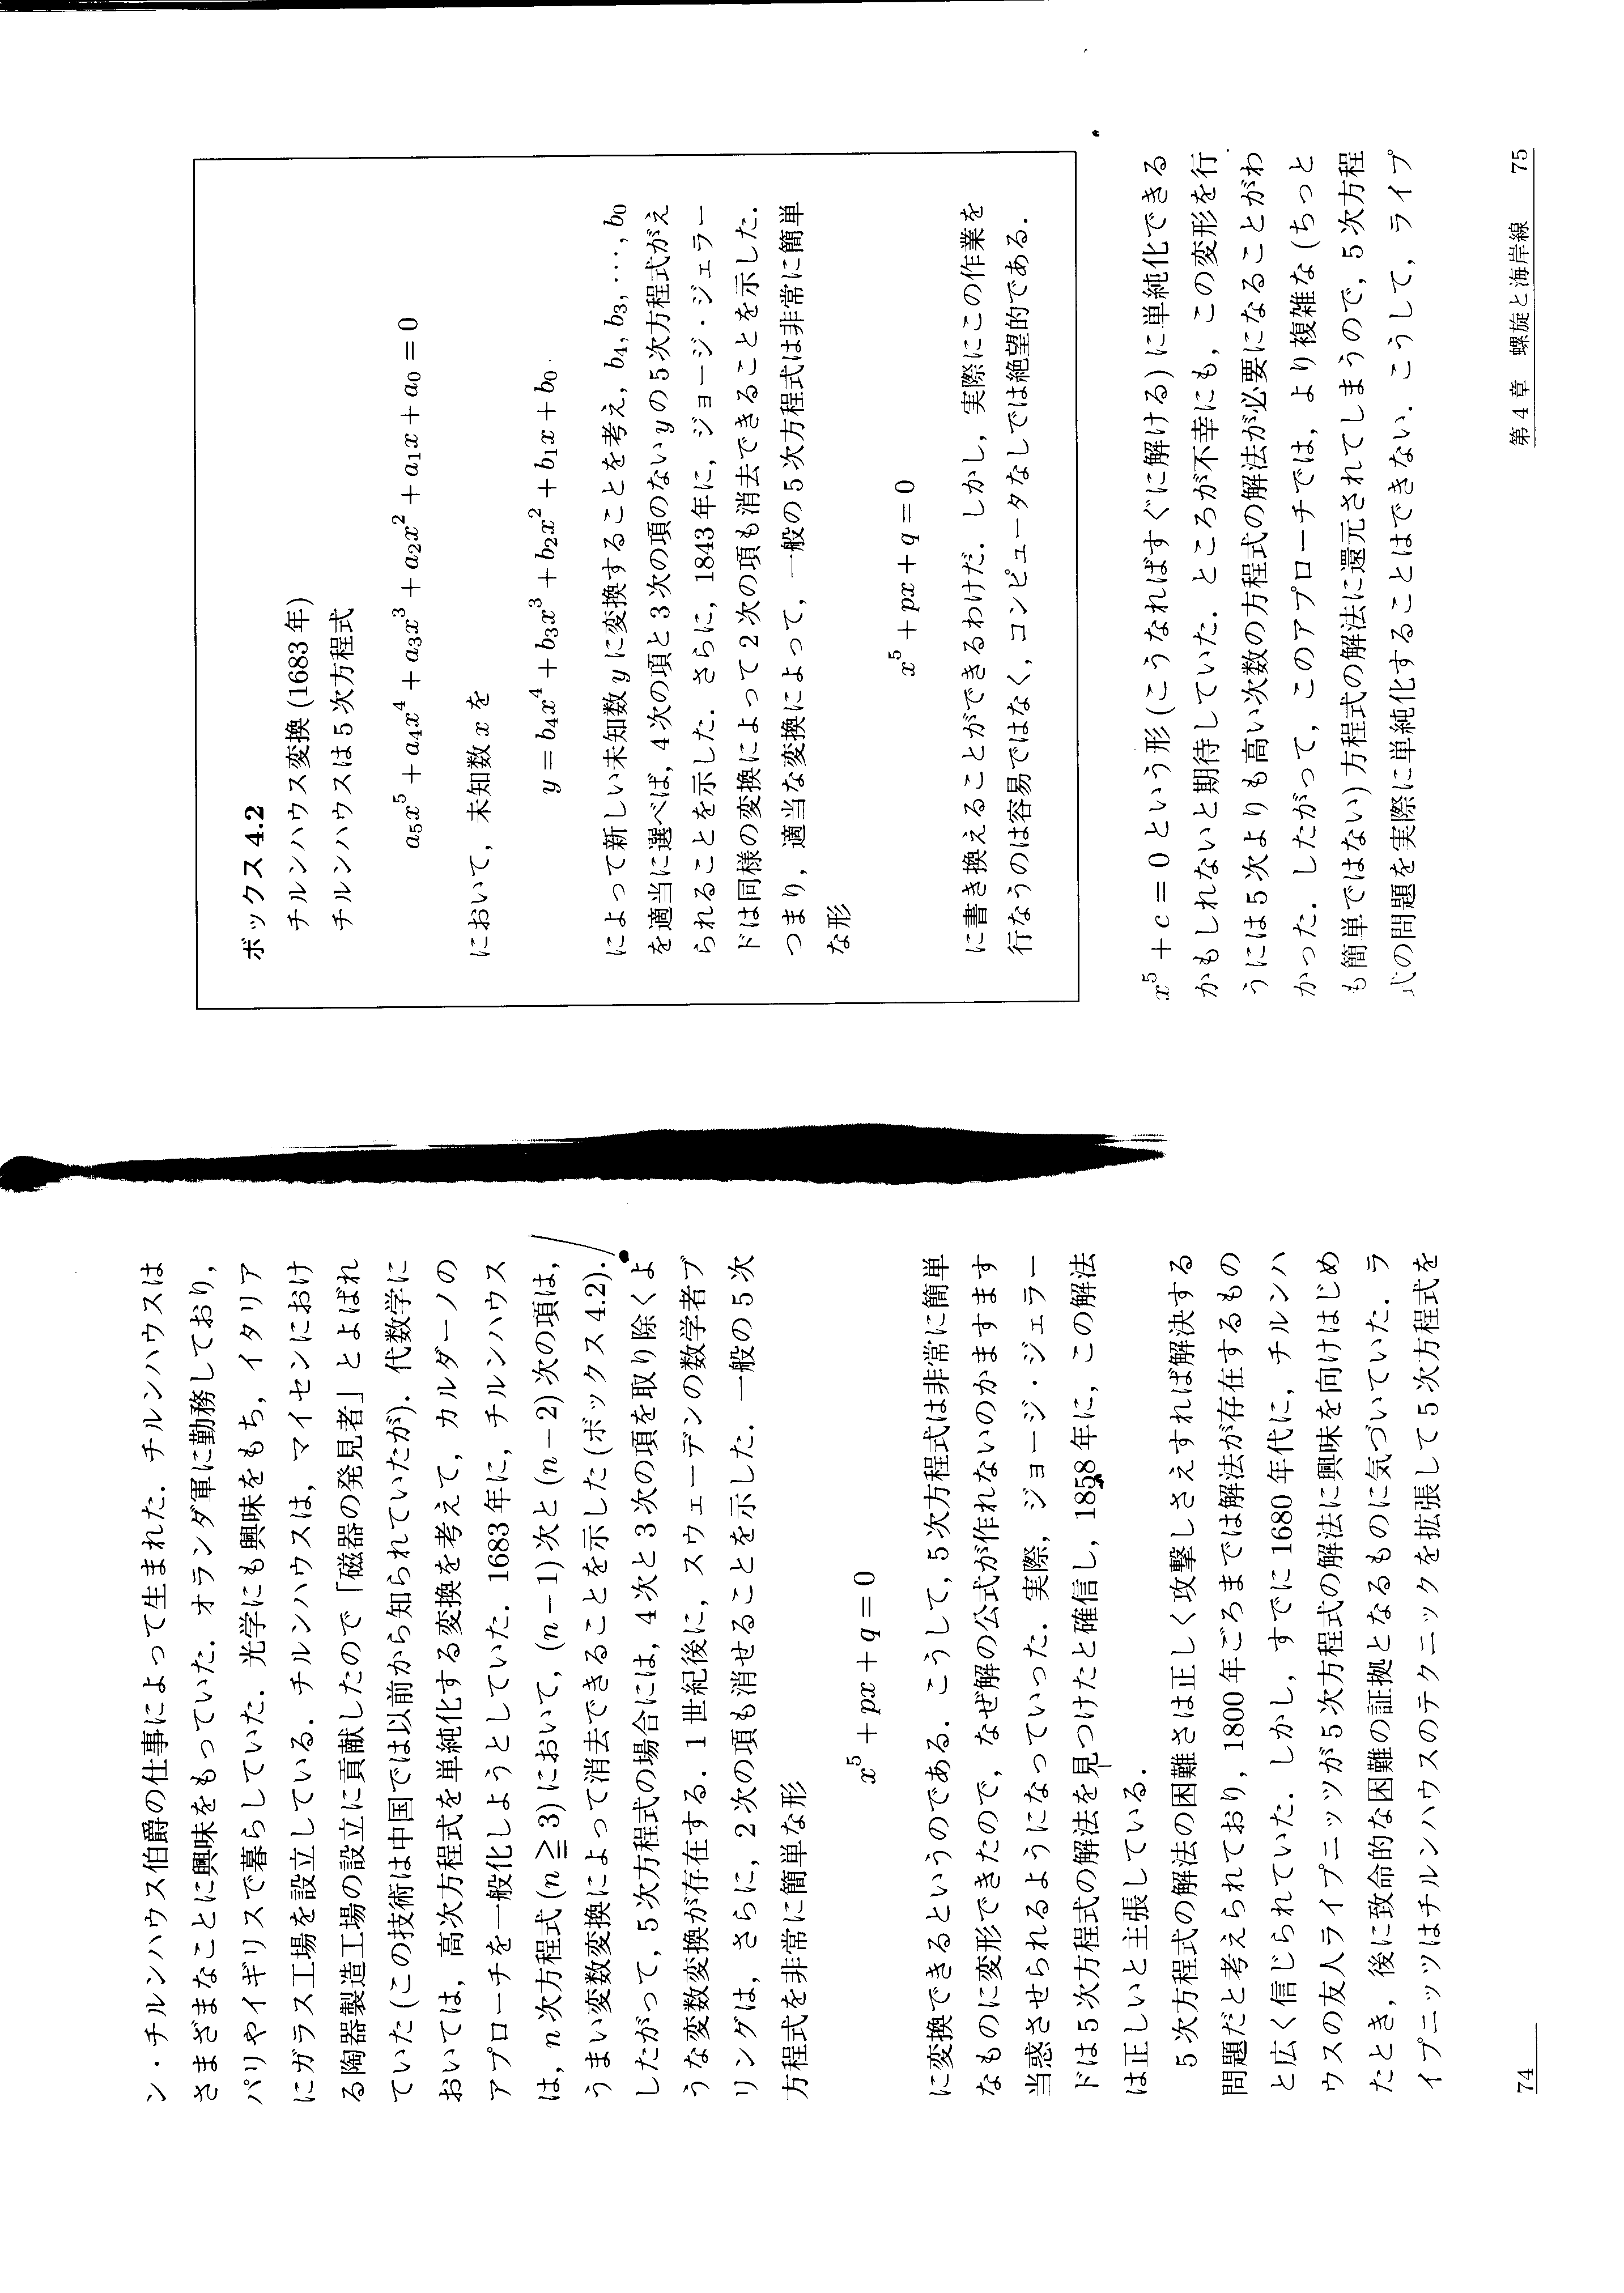 ン・チルンハウス伯爵の仕事によって生まれた．チルンハウスは
さまざまなことに興味をもっていた．オランダ軍に勤務しており，
パリやイギリスで暮らしていた．光学にも興味をもち，イタリア
にガラス工場を設立している．チルンハウスは，マイセンにおけ
る陶器製造工場の設立に貢献したので「磁器の発見者」とよばれ
ていた(この技術は中国では以前から知られていたが)．代数学に
おいては，高次方程式を単純化する変換を考えて，カルダーノの
アプローチを一般化しようとしていた．1683年に，チルンハウス
は，n次方程式(n≧3)において，(n−1)次と(n−2)次の項は，
うまい変数変換によって消去できることを示した(ボックス4.2)．
したがって，5次方程式の場合には，4次と3次の項を取り除くよ
うな変数変換が存在する．1世紀後に，スウェーデンの数学者ブ
リングは，さらに，2次の項も消せることを示した．一般の5次
方程式を非常に簡単な形
x⁵＋px＋q＝0
に変換できるというのである．こうして，5次方程式は非常に簡単
なものに変形できたので，なぜ解の公式が作れないのかますます
当惑させられるようになっていった．実際，ジョージ・ジェラー
ドは5次方程式の解法を見つけたと確信し，1858年に，この解法
は正しいと主張している．
5次方程式の解法の困難さは正しく攻撃しさえすれば解決する
問題だと考えられており，1800年ごろまでは解法が存在するもの
と広く信じられていた．しかし，すでに1680年代に，チルンハ
ウスの友人ライプニッツが5次方程式の解法に興味を向けはじめ
たとき，後に致命的な困難の証拠となるものに気づいていた．ラ
イプニッツはチルンハウスのテクニックを拡張して5次方程式を
74
ボックス4.2
チルンハウス変換(1683年)
チルンハウスは5次方程式
a₅x⁵＋a₄x⁴＋a₃x³＋a₂x²＋a₁x＋a₀＝0
において，未知数xを
y＝b₄x⁴＋b₃x³＋b₂x²＋b₁x＋b₀
によって新しい未知数yに変換することを考え，b₄, b₃, …, b₀
を適当に選べば，4次の項と3次の項のないyの5次方程式がえ
られることを示した．さらに，1843年に，ジョージ・ジェラー
ドは同様の変換によって2次の項も消去できることを示した．
つまり，適当な変換によって，一般の5次方程式は非常に簡単
な形
x⁵＋px＋q＝0
に書き換えることができるわけだ．しかし，実際にこの作業を
行なうのは容易ではなく，コンピュータなしでは絶望的である．
x⁵＋c＝0という形(こうなればすぐに解ける)に単純化できる
かもしれないと期待していた．ところが不幸にも，この変形を行
うには5次よりも高い次数の方程式の解法が必要になることがわ
かった．したがって，このアプローチでは，より複雑な(ちっと
も簡単ではない)方程式の解法に還元されてしまうので，5次方程
式の問題を実際に単純化することはできない．こうして，ライプ
第4章 螺旋と海岸線 75